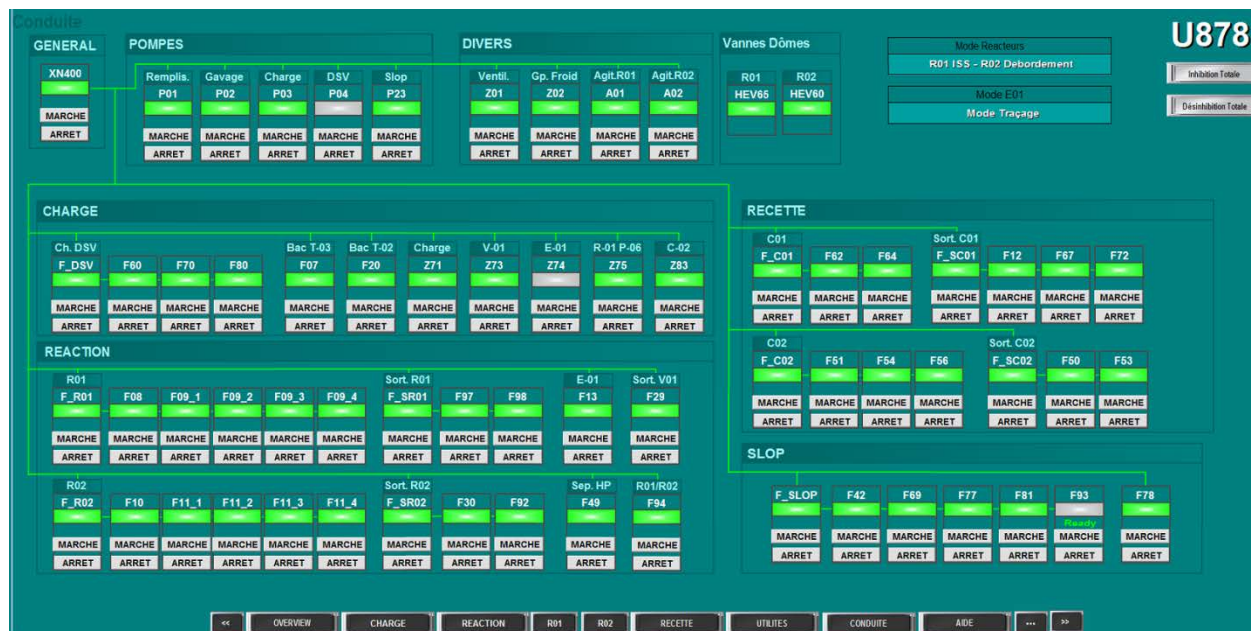 Conduite
U878
GENERAL
POMPES
DIVERS
Vannes Dômes
Mode Reacteurs
R01 ISS - R02 Debordement
Mode E01
Mode Traçage
Inhibition Totale
Désinhibition Totale
XN400
Remplis. Gavage Charge DSV Slop
Ventil. Gp. Froid Agit.R01 Agit.R02
R01 R02
P01 P02 P03 P04 P23
Z01 Z02 A01 A02
HEV65 HEV60
MARCHE MARCHE MARCHE MARCHE MARCHE MARCHE MARCHE MARCHE MARCHE MARCHE
ARRET ARRET ARRET ARRET ARRET ARRET ARRET ARRET ARRET ARRET
CHARGE
Ch. DSV Bac T-03 Bac T-02 Charge V-01 E-01 R-01 P-06 C-02
F_DSV F60 F70 F80 F07 F20 Z71 Z73 Z74 Z75 Z83
MARCHE MARCHE MARCHE MARCHE MARCHE MARCHE MARCHE MARCHE MARCHE MARCHE MARCHE
ARRET ARRET ARRET ARRET ARRET ARRET ARRET ARRET ARRET ARRET ARRET
REACTION
R01 Sort. R01 E-01 Sort. V01
F_R01 F08 F09_1 F09_2 F09_3 F09_4 F_SR01 F97 F98 F13 F29
MARCHE MARCHE MARCHE MARCHE MARCHE MARCHE MARCHE MARCHE MARCHE MARCHE MARCHE
ARRET ARRET ARRET ARRET ARRET ARRET ARRET ARRET ARRET ARRET ARRET
R02 Sort. R02 Sep. HP R01/R02
F_R02 F10 F11_1 F11_2 F11_3 F11_4 F_SR02 F30 F92 F49 F94
MARCHE MARCHE MARCHE MARCHE MARCHE MARCHE MARCHE MARCHE MARCHE MARCHE MARCHE
ARRET ARRET ARRET ARRET ARRET ARRET ARRET ARRET ARRET ARRET ARRET
RECETTE
C01 Sort. C01
F_C01 F62 F64 F_SC01 F12 F67 F72
MARCHE MARCHE MARCHE MARCHE MARCHE MARCHE MARCHE
ARRET ARRET ARRET ARRET ARRET ARRET ARRET
C02 Sort. C02
F_C02 F51 F54 F56 F_SC02 F50 F53
MARCHE MARCHE MARCHE MARCHE MARCHE MARCHE MARCHE
ARRET ARRET ARRET ARRET ARRET ARRET ARRET
SLOP
F_SLOP F42 F69 F77 F81 F93 F78
Ready
MARCHE MARCHE MARCHE MARCHE MARCHE MARCHE MARCHE
ARRET ARRET ARRET ARRET ARRET ARRET ARRET
<< OVERVIEW CHARGE REACTION R01 R02 RECETTE UTILITES CONDUITE AIDE ... >>